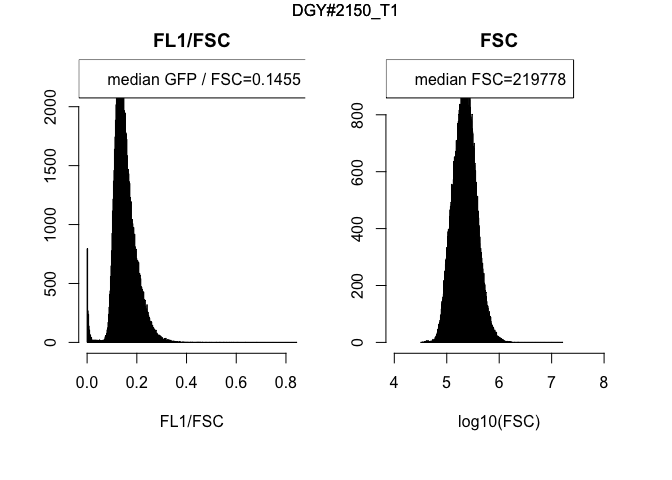 DGY#2150_T1
FL1/FSC
median GFP / FSC=0.1455
2000
1500
1000
500
0
0.0 0.2 0.4 0.6 0.8
FL1/FSC
FSC
median FSC=219778
800
600
400
200
0
4 5 6 7 8
log10(FSC)